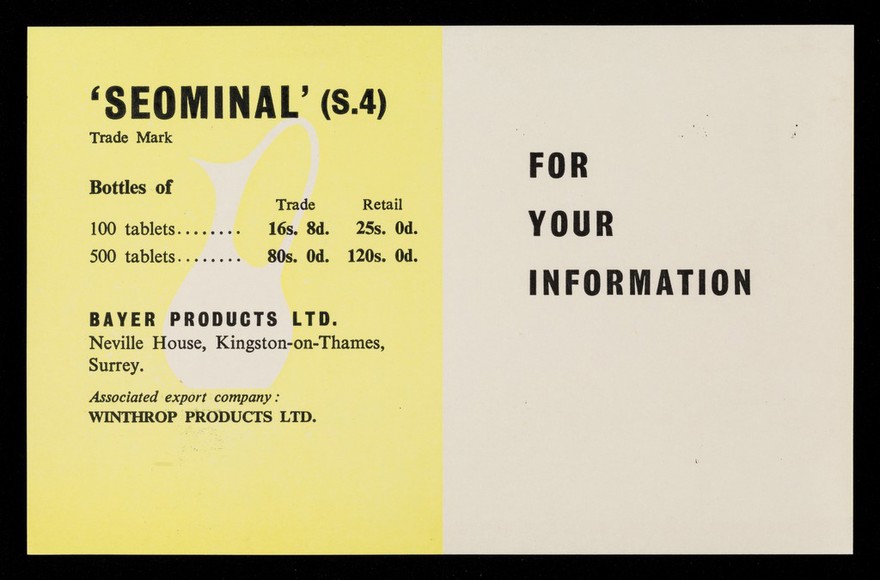 ‘SEOMINAL’ (S.4)
Trade Mark
Bottles of
Trade Retail
100 tablets........ 16s. 8d. 25s. 0d.
500 tablets........ 80s. 0d. 120s. 0d.
BAYER PRODUCTS LTD.
Neville House, Kingston-on-Thames,
Surrey.
Associated export company:
WINTHROP PRODUCTS LTD.
FOR
YOUR
INFORMATION